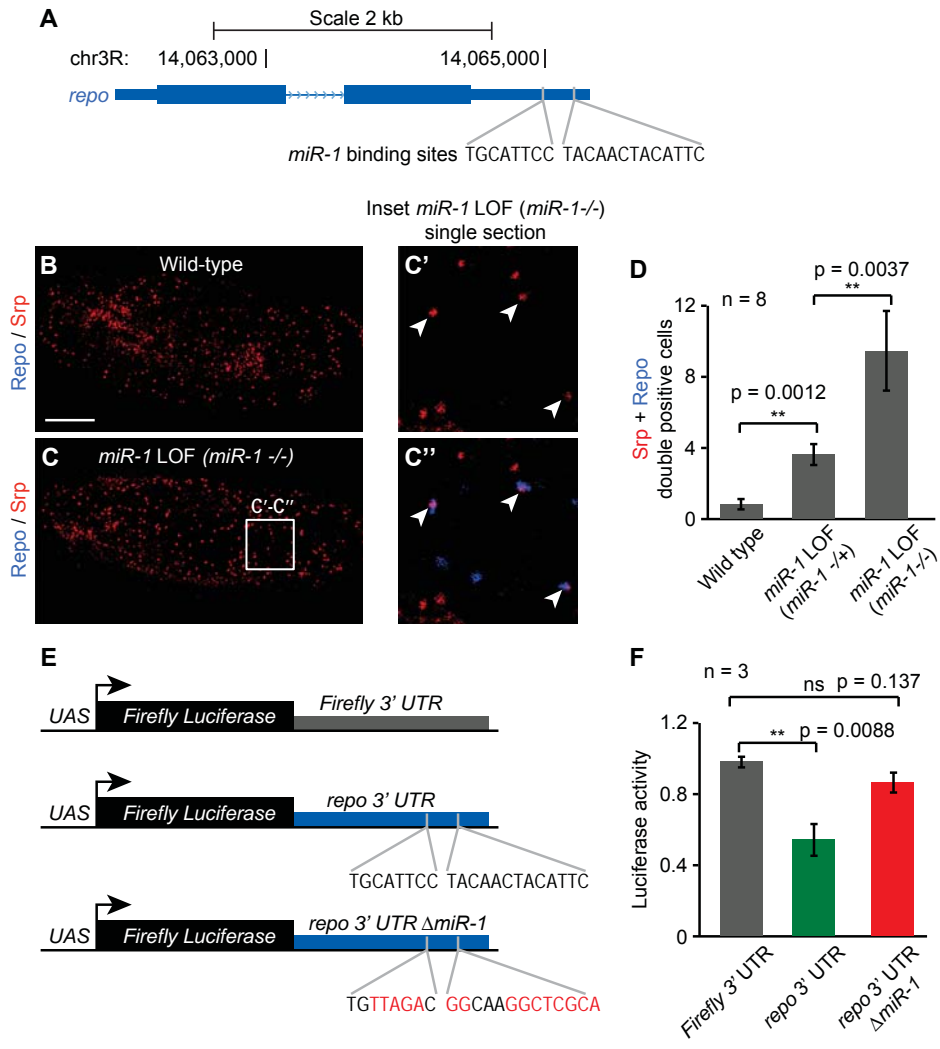 A
Scale 2 kb
chr3R: 14,063,000 14,065,000
repo
miR-1 binding sites TGCATTCC TACAACTACATTC
Inset miR-1 LOF (miR-1-/-)
single section
B
Wild-type
Repo / Srp
C'
C
miR-1 LOF (miR-1 -/-)
C'-C"
Repo / Srp
C"
D
p = 0.0037
**
n = 8
p = 0.0012
**
Srp + Repo
double positive cells
12
8
4
0
Wild type
miR-1 LOF
(miR-1 -/+)
miR-1 LOF
(miR-1-/-)
E
UAS Firefly Luciferase Firefly 3' UTR
UAS Firefly Luciferase repo 3' UTR
TGCATTCC TACAACTACATTC
UAS Firefly Luciferase repo 3' UTR ΔmiR-1
TGTTAGAC GGCAAGGCTCGCA
F
n = 3
ns p = 0.137
** p = 0.0088
Luciferase activity
1.2
0.8
0.4
0
Firefly 3' UTR
repo 3' UTR
repo 3' UTR
ΔmiR-1